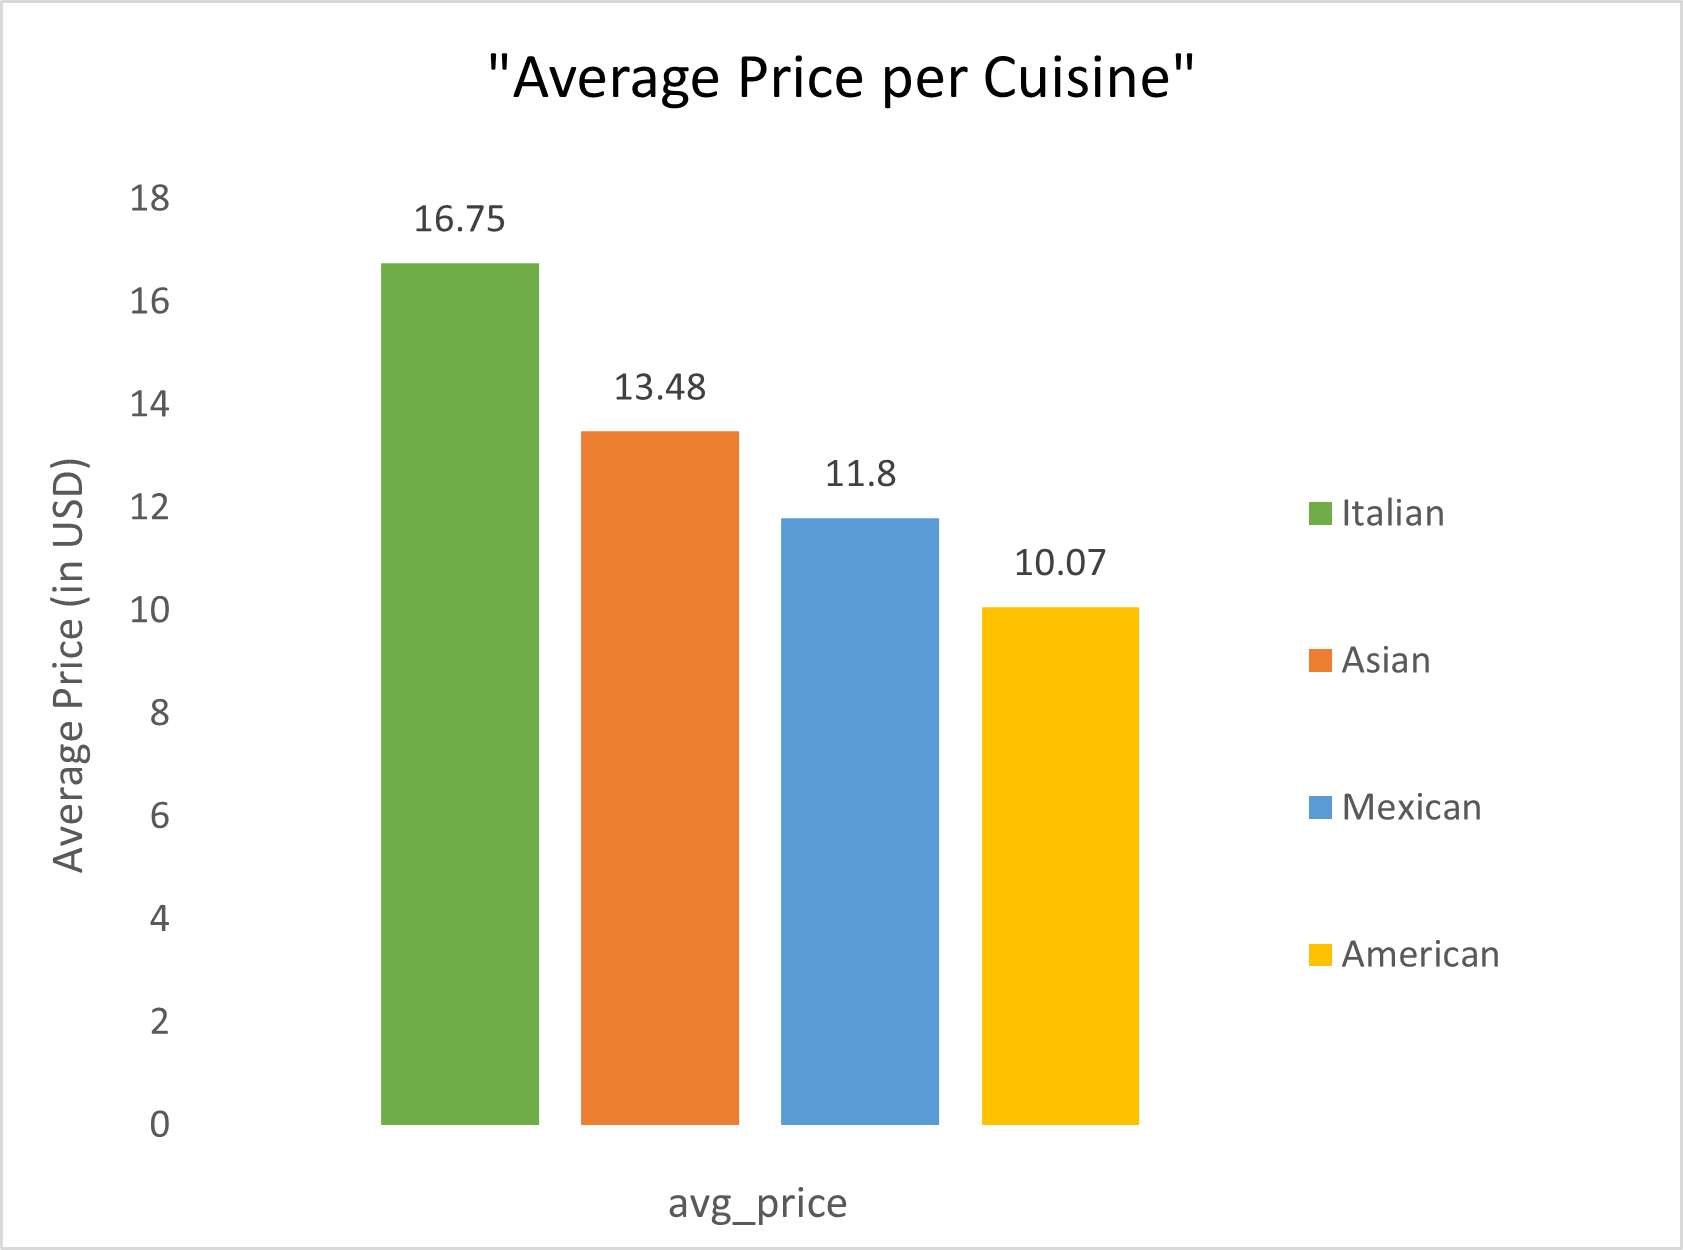 "Average Price per Cuisine"
Average Price (in USD)
18
16
14
12
10
8
6
4
2
0
16.75
13.48
11.8
10.07
avg_price
Italian
Asian
Mexican
American